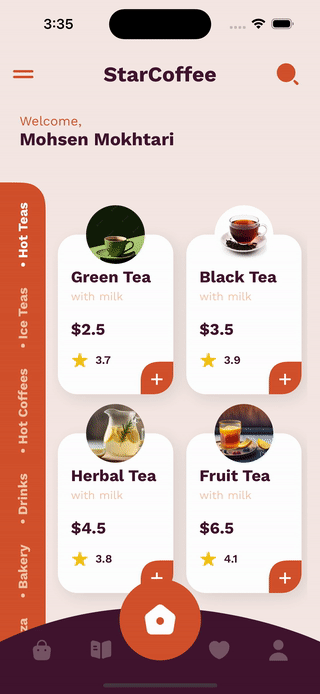 3:35
StarCoffee
Welcome,
Mohsen Mokhtari
• Hot Teas
• Ice Teas
• Hot Coffees
• Drinks
• Bakery
za
Green Tea
with milk
$2.5
3.7
+
Black Tea
with milk
$3.5
3.9
+
Herbal Tea
with milk
$4.5
3.8
+
Fruit Tea
with milk
$6.5
4.1
+